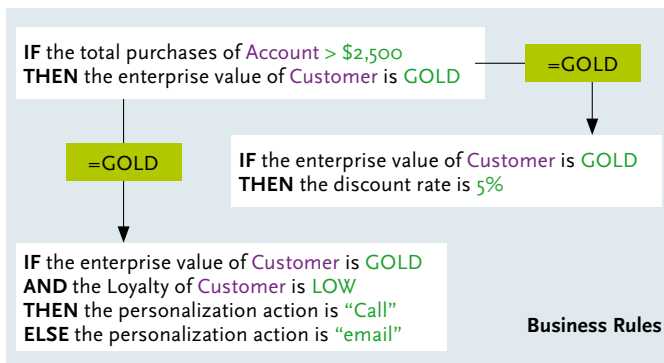 IF the total purchases of Account > $2,500
THEN the enterprise value of Customer is GOLD
=GOLD
=GOLD
IF the enterprise value of Customer is GOLD
THEN the discount rate is 5%
IF the enterprise value of Customer is GOLD
AND the Loyalty of Customer is LOW
THEN the personalization action is “Call”
ELSE the personalization action is “email”
Business Rules